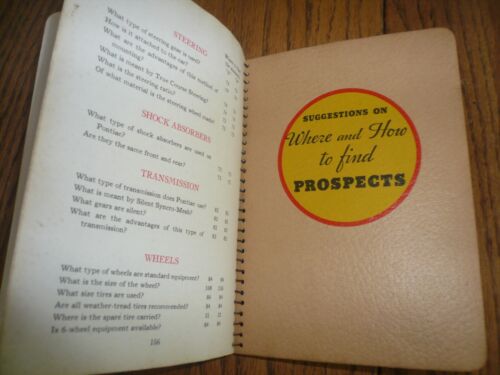 STEERING
What type of steering gear is used?
How is it attached to the car?
What are the advantages of this method of
mounting?
What is meant by True Course Steering?
What is the steering ratio?
Of what material is the steering wheel made?
SHOCK ABSORBERS
What type of shock absorbers are used on
Pontiac?
Are they the same front and rear?
TRANSMISSION
What type of transmission does Pontiac use?
What is meant by Silent Syncro-Mesh?
What gears are silent?
What are the advantages of this type of
transmission?
WHEELS
What type of wheels are standard equipment? 84
What is the size of the wheel?
What size tires are used? 84
Are all weather-tread tires recommended? 84
Where is the spare tire carried?
Is 6-wheel equipment available? 84
156
SUGGESTIONS ON
Where and How
to find
PROSPECTS